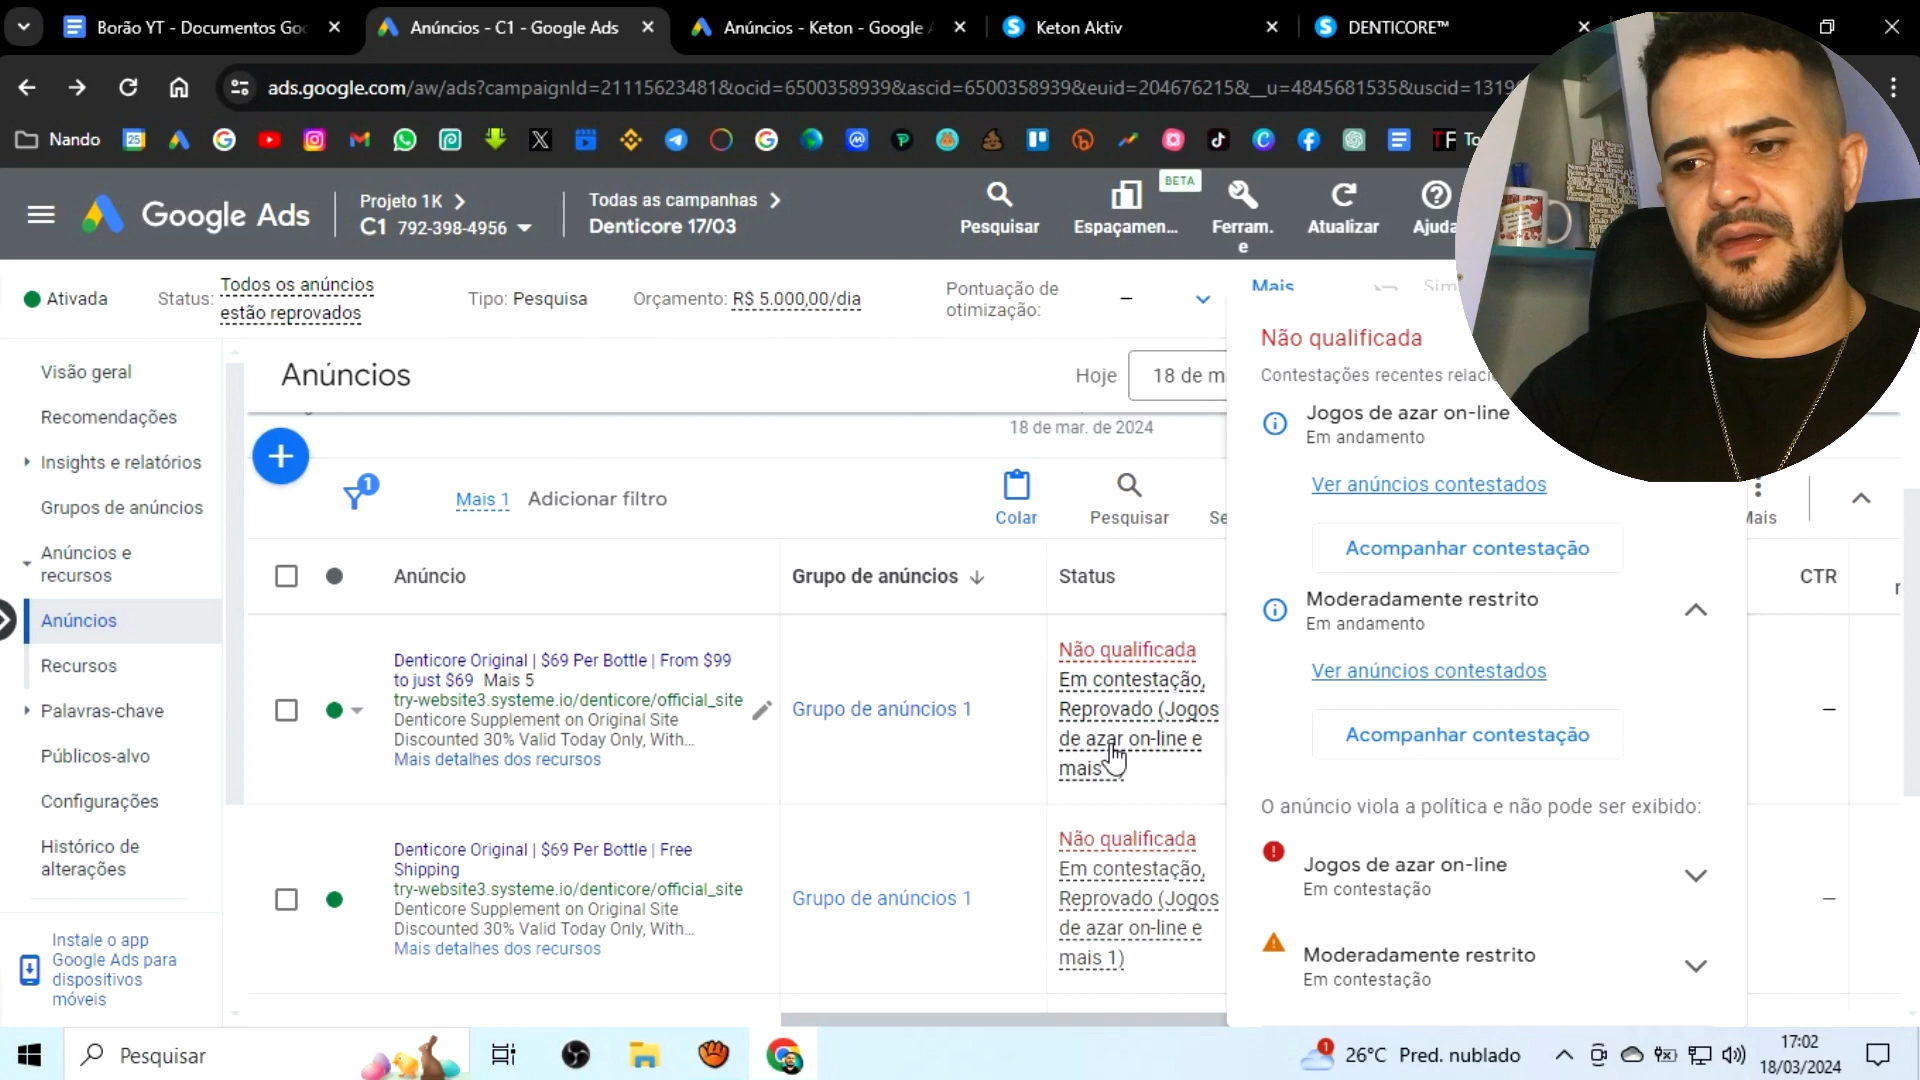 Borão YT - Documentos Goo
Anúncios - C1 - Google Ads
Anúncios - Keton - Google A
Keton Aktiv
DENTICORE™
ads.google.com/aw/ads?campaignId=21115623481&ocid=6500358939&ascid=6500358939&euid=204676215&__u=4845681535&uscid=1319
Nando
Google Ads
Projeto 1K
C1 792-398-4956
Todas as campanhas
Denticore 17/03
Pesquisar
BETA
Espaçamen...
Ferram.
e
Atualizar
Ajuda
Ativada
Status:
Todos os anúncios
estão reprovados
Tipo: Pesquisa
Orçamento: R$ 5.000,00/dia
Pontuação de
otimização:
–
Mais
Sim
Visão geral
Recomendações
Insights e relatórios
Grupos de anúncios
Anúncios e
recursos
Anúncios
Recursos
Palavras-chave
Públicos-alvo
Configurações
Histórico de
alterações
Instale o app
Google Ads para
dispositivos
móveis
Anúncios
Hoje
18 de m
18 de mar. de 2024
1
Mais 1
Adicionar filtro
Colar
Pesquisar
Se
Mais
Anúncio
Grupo de anúncios
Status
CTR
Denticore Original | $69 Per Bottle | From $99
to just $69 Mais 5
try-website3.systeme.io/denticore/official_site
Denticore Supplement on Original Site
Discounted 30% Valid Today Only, With...
Mais detalhes dos recursos
Grupo de anúncios 1
Não qualificada
Em contestação,
Reprovado (Jogos
de azar on-line e
mais 1)
–
Denticore Original | $69 Per Bottle | Free
Shipping
try-website3.systeme.io/denticore/official_site
Denticore Supplement on Original Site
Discounted 30% Valid Today Only, With...
Mais detalhes dos recursos
Grupo de anúncios 1
Não qualificada
Em contestação,
Reprovado (Jogos
de azar on-line e
mais 1)
–
Não qualificada
Contestações recentes relaci
Jogos de azar on-line
Em andamento
Ver anúncios contestados
Acompanhar contestação
Moderadamente restrito
Em andamento
Ver anúncios contestados
Acompanhar contestação
O anúncio viola a política e não pode ser exibido:
Jogos de azar on-line
Em contestação
Moderadamente restrito
Em contestação
Pesquisar
1
26°C Pred. nublado
17:02
18/03/2024